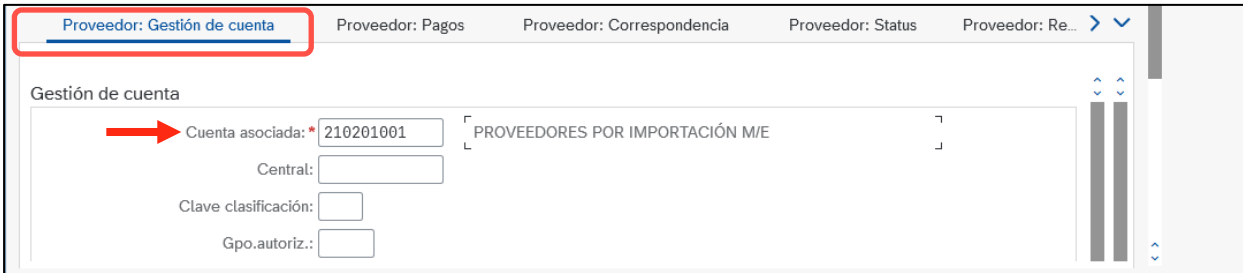 Proveedor: Gestión de cuenta Proveedor: Pagos Proveedor: Correspondencia Proveedor: Status Proveedor: Re...
Gestión de cuenta
Cuenta asociada:* 210201001 PROVEEDORES POR IMPORTACIÓN M/E
Central:
Clave clasificación:
Gpo.autoriz.: